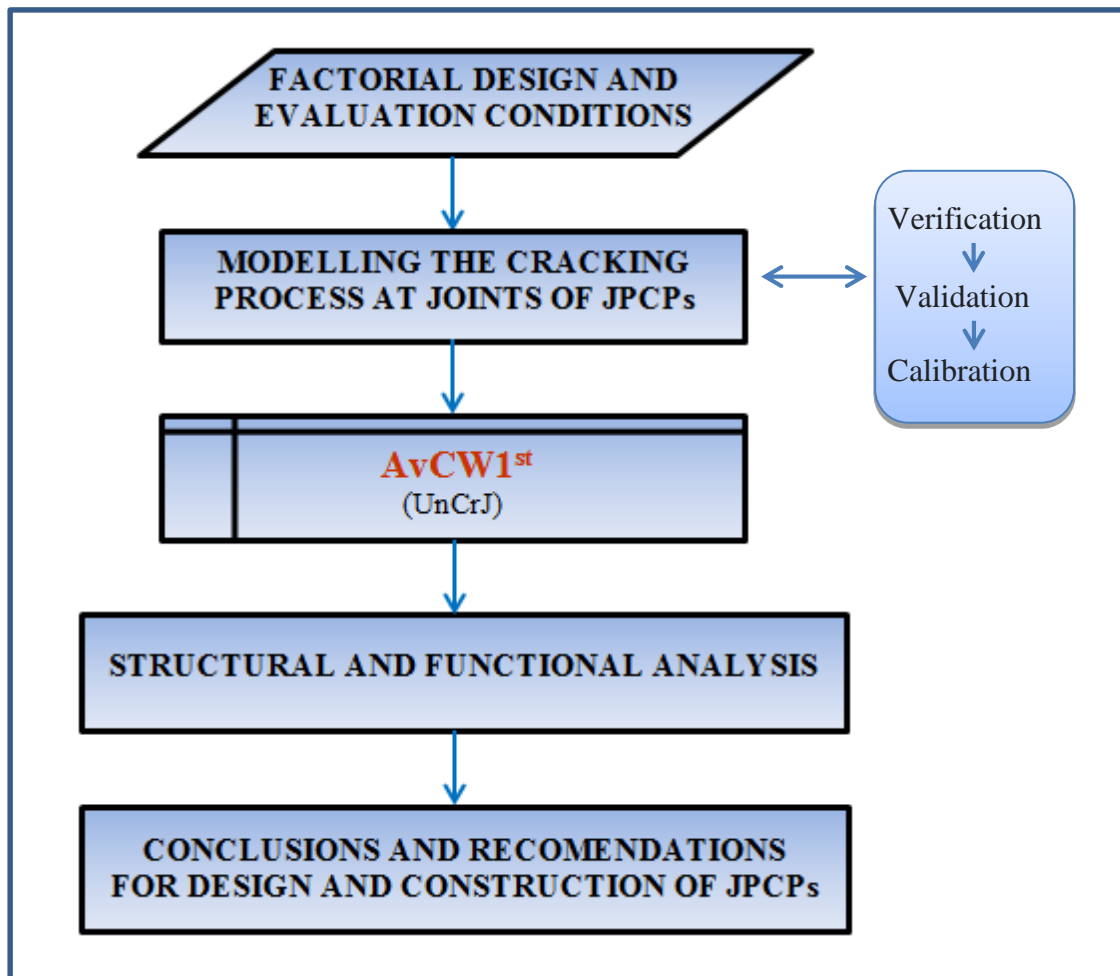 FACTORIAL DESIGN AND
EVALUATION CONDITIONS
MODELLING THE CRACKING
PROCESS AT JOINTS OF JPCPs
Verification
Validation
Calibration
AvCW1st
(UnCrJ)
STRUCTURAL AND FUNCTIONAL ANALYSIS
CONCLUSIONS AND RECOMENDATIONS
FOR DESIGN AND CONSTRUCTION OF JPCPs